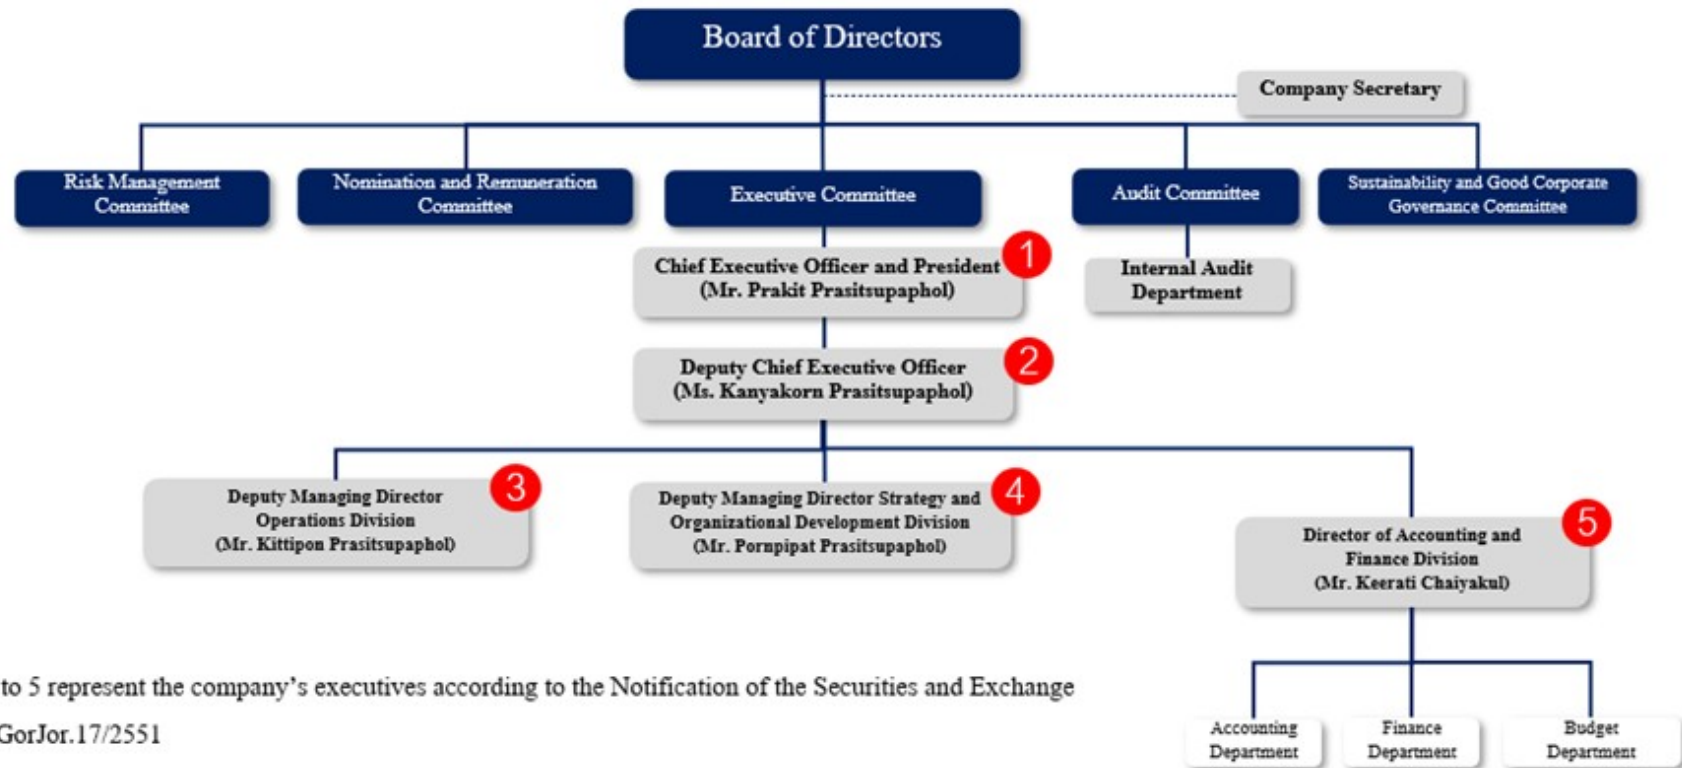 Board of Directors
Company Secretary
Risk Management
Committee
Nomination and Remuneration
Committee
Executive Committee
Audit Committee
Sustainability and Good Corporate
Governance Committee
Chief Executive Officer and President
(Mr. Prakit Prasitsupaphol)
1
Internal Audit
Department
Deputy Chief Executive Officer
(Ms. Kanyakorn Prasitsupaphol)
2
Deputy Managing Director
Operations Division
(Mr. Kittipon Prasitsupaphol)
3
Deputy Managing Director Strategy and
Organizational Development Division
(Mr. Pornpipat Prasitsupaphol)
4
Director of Accounting and
Finance Division
(Mr. Keerati Chaiyakul)
5
to 5 represent the company’s executives according to the Notification of the Securities and Exchange
GorJor.17/2551
Accounting
Department
Finance
Department
Budget
Department